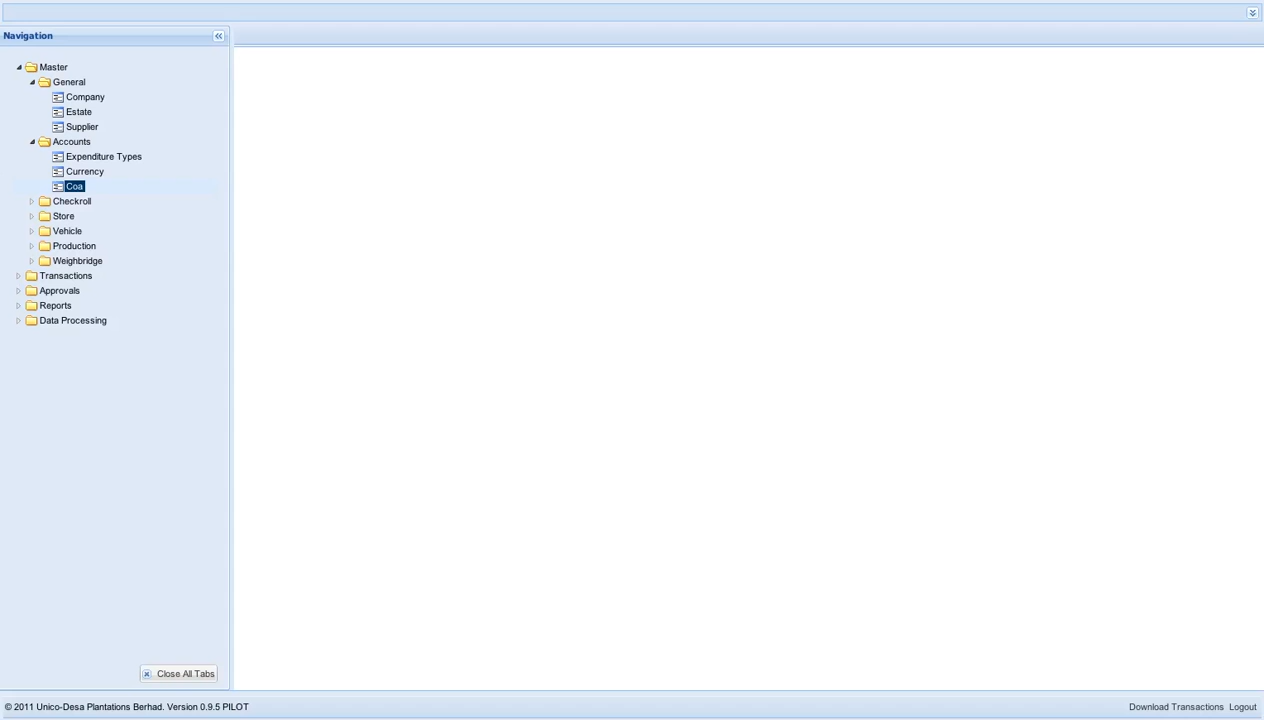 Navigation
Master
General
Company
Estate
Supplier
Accounts
Expenditure Types
Currency
Coa
Checkroll
Store
Vehicle
Production
Weighbridge
Transactions
Approvals
Reports
Data Processing
Close All Tabs
© 2011 Unico-Desa Plantations Berhad. Version 0.9.5 PILOT
Download Transactions Logout